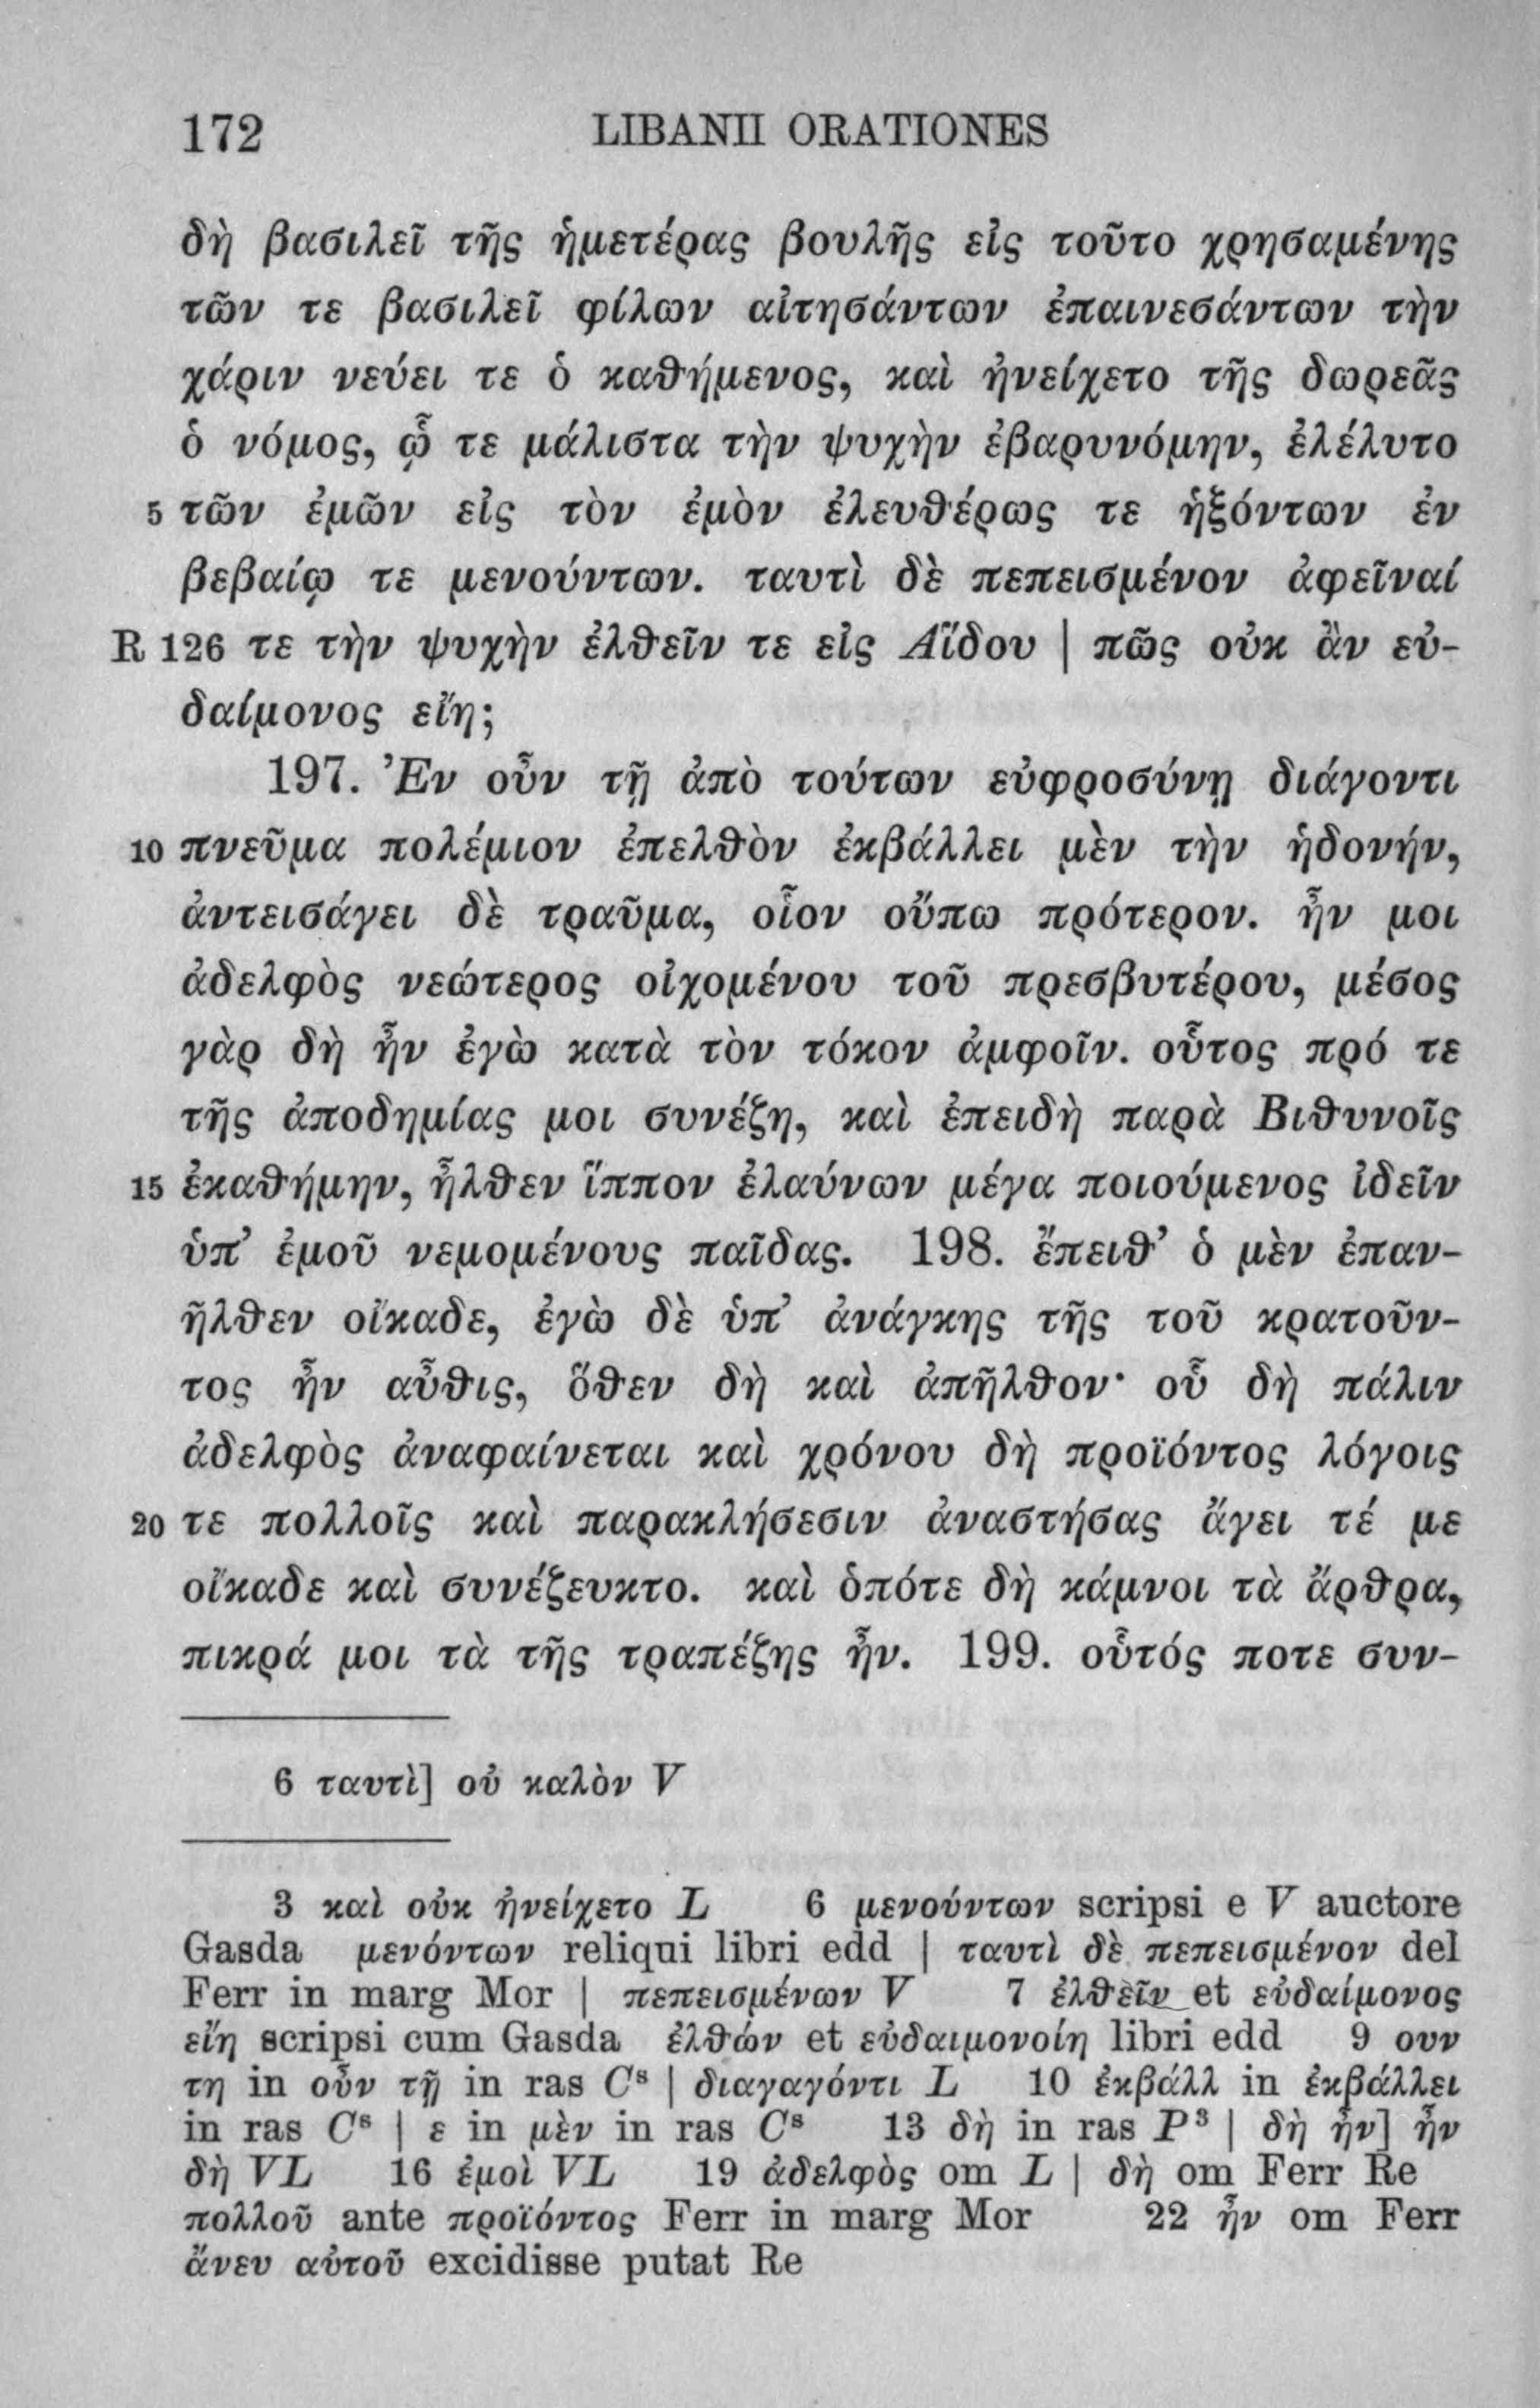 172 LIBANII ORATIONES
δὴ βασιλεῖ τῆς ἡμετέρας βουλῆς εἰς τοῦτο χρησαμένης
τῶν τε βασιλεῖ φίλων αἰτησάντων ἐπαινεσάντων τὴν
χάριν νεύει τε ὁ καθήμενος, καὶ ἠνείχετο τῆς δωρεᾶς
ὁ νόμος, ᾧ τε μάλιστα τὴν ψυχὴν ἐβαρυνόμην, ἐλέλυτο
5 τῶν ἐμῶν εἰς τὸν ἐμὸν ἐλευθέρως τε ἡξόντων ἐν
βεβαίῳ τε μενούντων. ταυτὶ δὲ πεπεισμένον ἀφεῖναί
R 126 τε τὴν ψυχὴν ἐλθεῖν τε εἰς Ἅϊδου | πῶς οὐκ ἂν εὐ-
δαίμονος εἴη;
197. Ἐν οὖν τῇ ἀπὸ τούτων εὐφροσύνῃ διάγοντι
10 πνεῦμα πολέμιον ἐπελθὸν ἐκβάλλει μὲν τὴν ἡδονήν,
ἀντεισάγει δὲ τραῦμα, οἷον οὔπω πρότερον. ἦν μοι
ἀδελφὸς νεώτερος οἰχομένου τοῦ πρεσβυτέρου, μέσος
γὰρ δὴ ἦν ἐγὼ κατὰ τὸν τόκον ἀμφοῖν. οὗτος πρό τε
τῆς ἀποδημίας μοι συνέζη, καὶ ἐπειδὴ παρὰ Βιθυνοῖς
15 ἐκαθήμην, ἦλθεν ἵππον ἐλαύνων μέγα ποιούμενος ἰδεῖν
ὑπ’ ἐμοῦ νεμομένους παῖδας. 198. ἔπειθ’ ὁ μὲν ἐπαν-
ῆλθεν οἴκαδε, ἐγὼ δὲ ὑπ’ ἀνάγκης τῆς τοῦ κρατοῦν-
τος ἦν αὖθις, ὅθεν δὴ καὶ ἀπῆλθον· οὗ δὴ πάλιν
ἀδελφὸς ἀναφαίνεται καὶ χρόνου δὴ προϊόντος λόγοις
20 τε πολλοῖς καὶ παρακλήσεσιν ἀναστήσας ἄγει τέ με
οἴκαδε καὶ συνέζευκτο. καὶ ὁπότε δὴ κάμνοι τὰ ἄρθρα,
πικρά μοι τὰ τῆς τραπέζης ἦν. 199. οὗτός ποτε συν-
6 ταυτὶ] οὐ καλὸν V
3 καὶ οὐκ ἠνείχετο L 6 μενούντων scripsi e V auctore
Gasda μενόντων reliqui libri edd | ταυτὶ δὲ πεπεισμένον del
Ferr in marg Mor | πεπεισμένων V 7 ἐλθεῖν et εὐδαίμονος
εἴη scripsi cum Gasda ἐλθών et εὐδαιμονοίη libri edd 9 ουν
τη in οὖν τῇ in ras Cˢ | διαγαγόντι L 10 ἐκβάλλ in ἐκβάλλει
in ras Cˢ | ε in μὲν in ras Cˢ 13 δὴ in ras P³ | δὴ ἦν] ἦν
δὴ VL 16 ἐμοὶ VL 19 ἀδελφὸς om L | δὴ om Ferr Re
πολλοῦ ante προϊόντος Ferr in marg Mor 22 ἦν om Ferr
ἄνευ αὐτοῦ excidisse putat Re